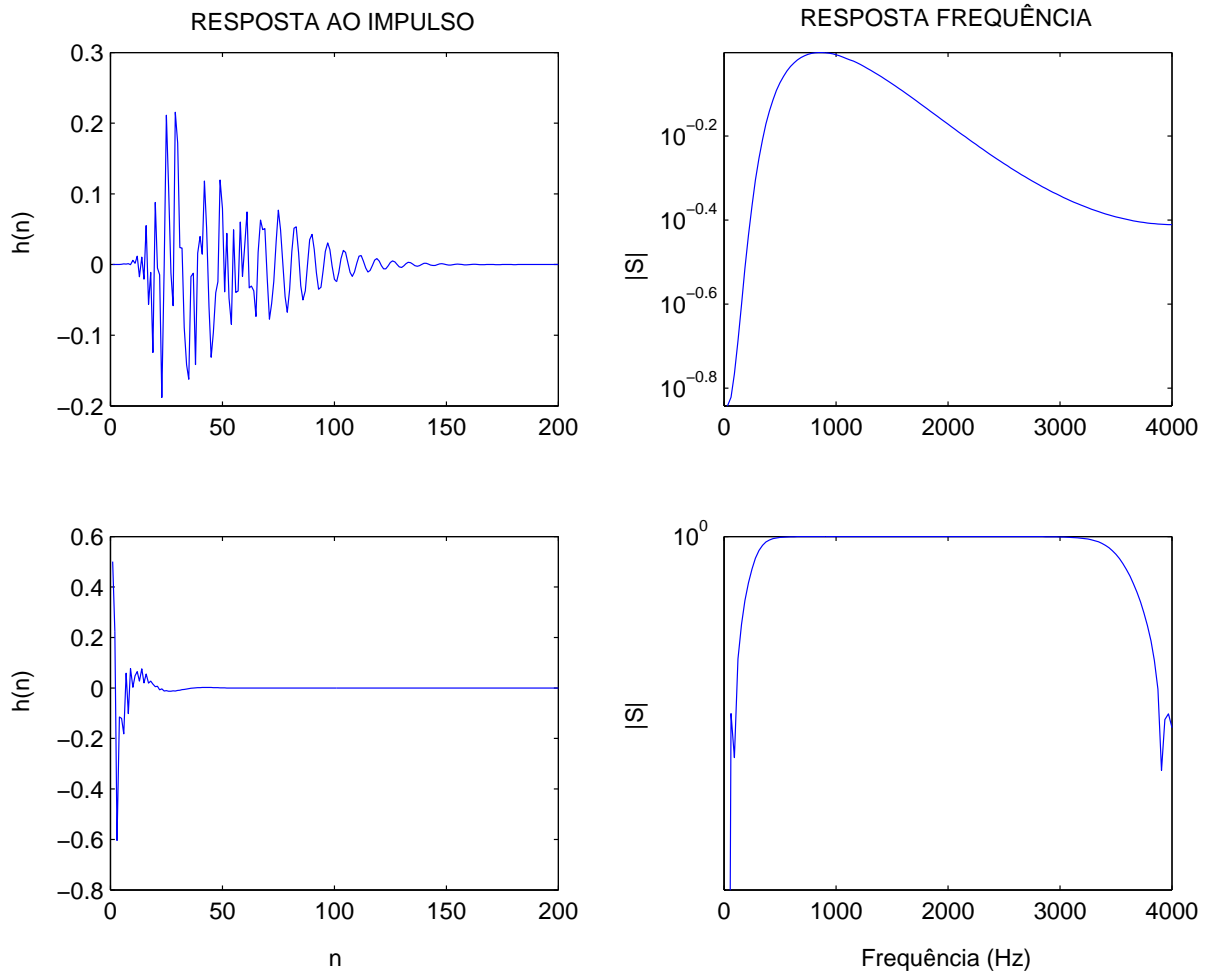 RESPOSTA AO IMPULSO
0.3
0.2
0.1
0
−0.1
−0.2
h(n)
0 50 100 150 200
RESPOSTA FREQUÊNCIA
10^−0.2
10^−0.4
10^−0.6
10^−0.8
|S|
0 1000 2000 3000 4000
0.6
0.4
0.2
0
−0.2
−0.4
−0.6
−0.8
h(n)
0 50 100 150 200
n
10^0
|S|
0 1000 2000 3000 4000
Frequência (Hz)